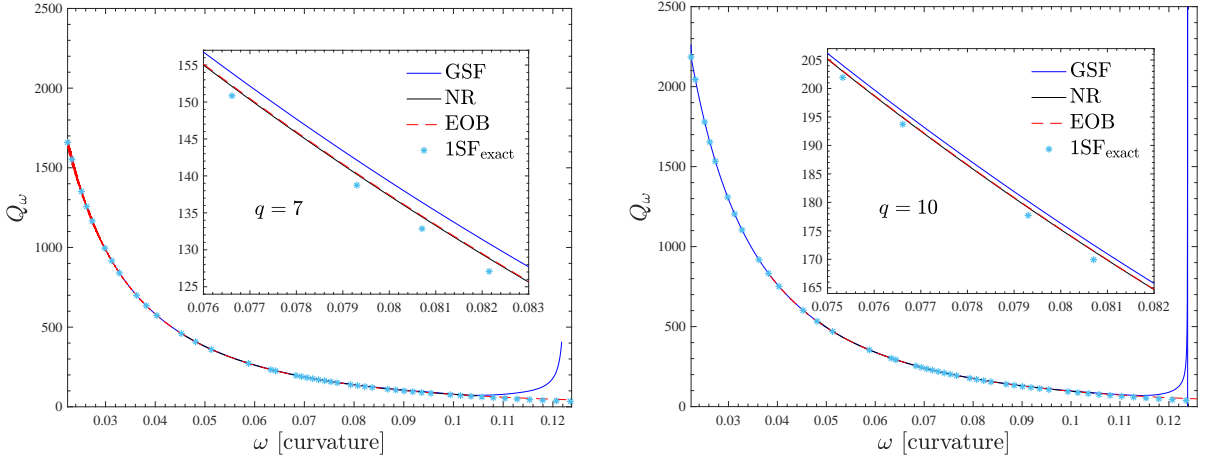 2500
2000
1500
1000
500
0
Q_ω
0.03 0.04 0.05 0.06 0.07 0.08 0.09 0.1 0.11 0.12
ω [curvature]
155
150
145
140
135
130
125
0.076 0.077 0.078 0.079 0.08 0.081 0.082 0.083
GSF
NR
EOB
1SF_exact
q = 7
2500
2000
1500
1000
500
0
Q_ω
0.03 0.04 0.05 0.06 0.07 0.08 0.09 0.1 0.11 0.12
ω [curvature]
205
200
195
190
185
180
175
170
165
0.075 0.076 0.077 0.078 0.079 0.08 0.081 0.082
GSF
NR
EOB
1SF_exact
q = 10